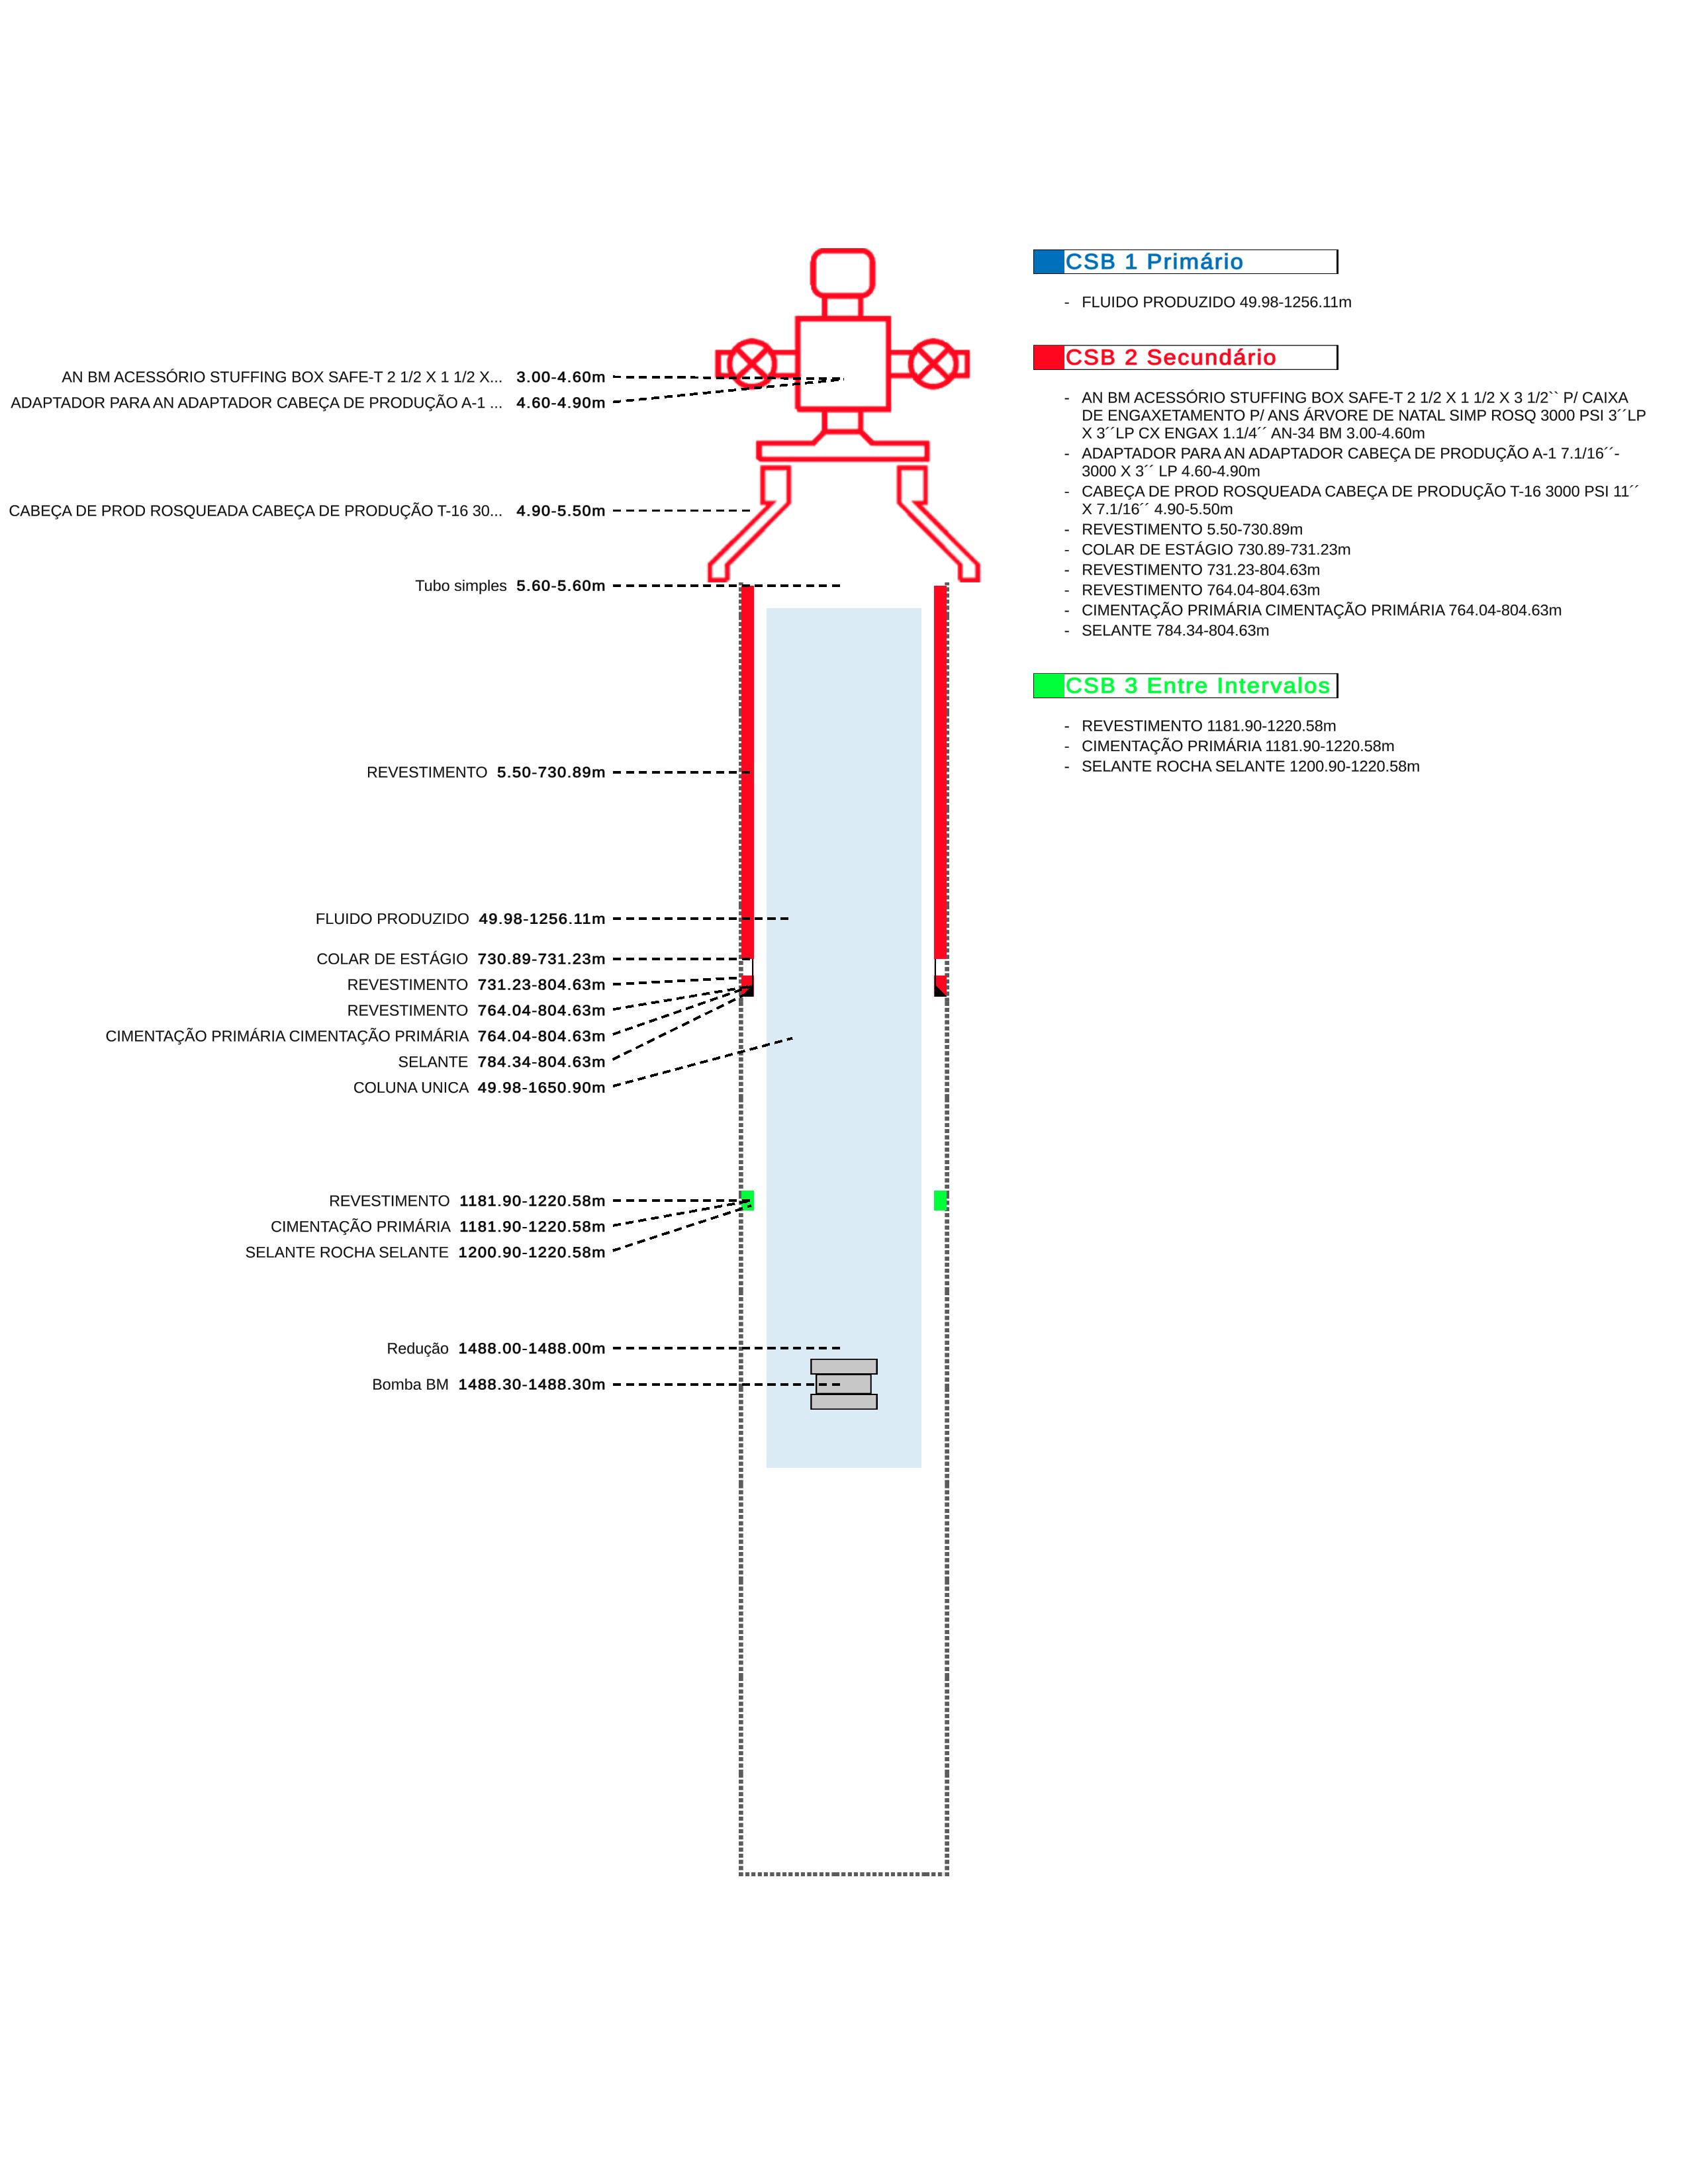 AN BM ACESSÓRIO STUFFING BOX SAFE-T 2 1/2 X 1 1/2 X... 3.00-4.60m
ADAPTADOR PARA AN ADAPTADOR CABEÇA DE PRODUÇÃO A-1 ... 4.60-4.90m
CABEÇA DE PROD ROSQUEADA CABEÇA DE PRODUÇÃO T-16 30... 4.90-5.50m
Tubo simples 5.60-5.60m
REVESTIMENTO 5.50-730.89m
FLUIDO PRODUZIDO 49.98-1256.11m
COLAR DE ESTÁGIO 730.89-731.23m
REVESTIMENTO 731.23-804.63m
REVESTIMENTO 764.04-804.63m
CIMENTAÇÃO PRIMÁRIA CIMENTAÇÃO PRIMÁRIA 764.04-804.63m
SELANTE 784.34-804.63m
COLUNA UNICA 49.98-1650.90m
REVESTIMENTO 1181.90-1220.58m
CIMENTAÇÃO PRIMÁRIA 1181.90-1220.58m
SELANTE ROCHA SELANTE 1200.90-1220.58m
Redução 1488.00-1488.00m
Bomba BM 1488.30-1488.30m
CSB 1 Primário
- FLUIDO PRODUZIDO 49.98-1256.11m
CSB 2 Secundário
- AN BM ACESSÓRIO STUFFING BOX SAFE-T 2 1/2 X 1 1/2 X 3 1/2`` P/ CAIXA
DE ENGAXETAMENTO P/ ANS ÁRVORE DE NATAL SIMP ROSQ 3000 PSI 3´´LP
X 3´´LP CX ENGAX 1.1/4´´ AN-34 BM 3.00-4.60m
- ADAPTADOR PARA AN ADAPTADOR CABEÇA DE PRODUÇÃO A-1 7.1/16´´-
3000 X 3´´ LP 4.60-4.90m
- CABEÇA DE PROD ROSQUEADA CABEÇA DE PRODUÇÃO T-16 3000 PSI 11´´
X 7.1/16´´ 4.90-5.50m
- REVESTIMENTO 5.50-730.89m
- COLAR DE ESTÁGIO 730.89-731.23m
- REVESTIMENTO 731.23-804.63m
- REVESTIMENTO 764.04-804.63m
- CIMENTAÇÃO PRIMÁRIA CIMENTAÇÃO PRIMÁRIA 764.04-804.63m
- SELANTE 784.34-804.63m
CSB 3 Entre Intervalos
- REVESTIMENTO 1181.90-1220.58m
- CIMENTAÇÃO PRIMÁRIA 1181.90-1220.58m
- SELANTE ROCHA SELANTE 1200.90-1220.58m